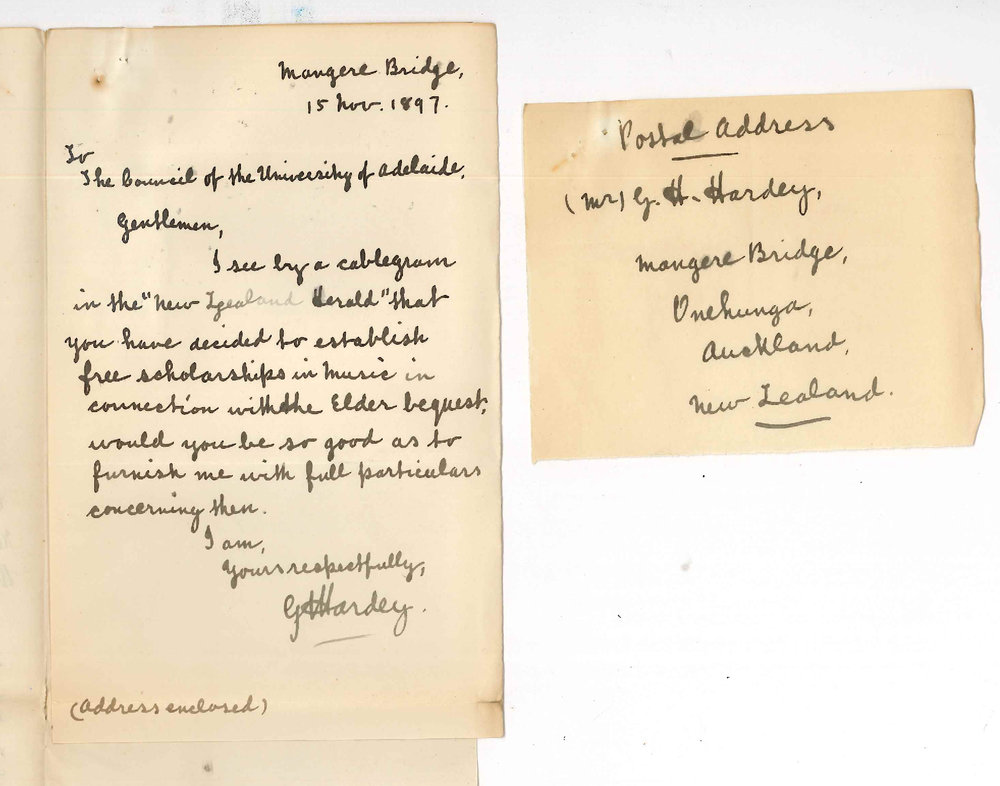 Mangere Bridge,
15 Nov. 1897.
To
The Council of the University of Adelaide,
Gentlemen,
I see by a cablegram
in the "New Zealand Herald" that
you have decided to establish
free scholarships in Music in
connection with the Elder bequest,
would you be so good as to
furnish me with full particulars
concerning then.
I am,
Yours respectfully,
GHHardey.
(Address enclosed)
Postal Address
(Mr) G. H. Hardey,
Mangere Bridge,
Onehunga,
Auckland,
New Zealand.